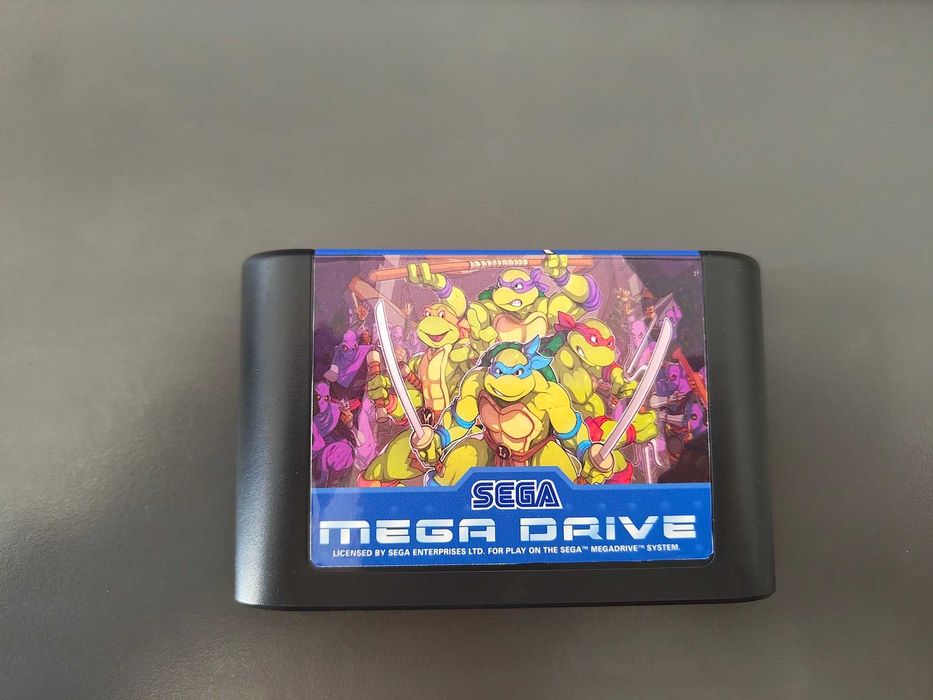 SEGA
MEGA DRIVE
LICENSED BY SEGA ENTERPRISES LTD. FOR PLAY ON THE SEGA™ MEGADRIVE™ SYSTEM.